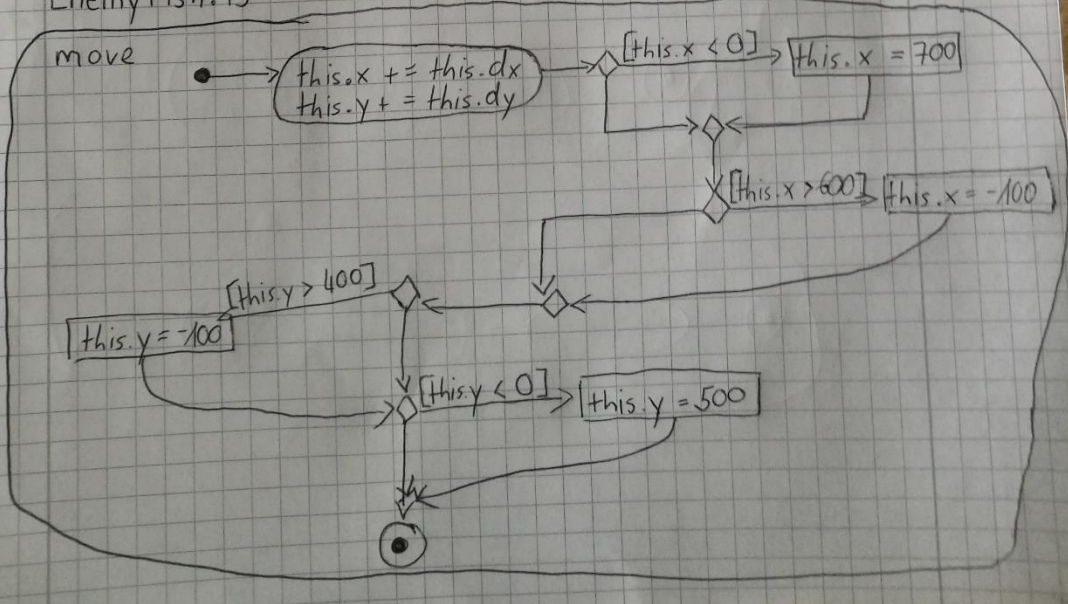 move
this.x += this.dx
this.y += this.dy
[this.x < 0]
this.x = 700
[this.x > 600]
this.x = -100
[this.y > 400]
this.y = -100
[this.y < 0]
this.y = 500